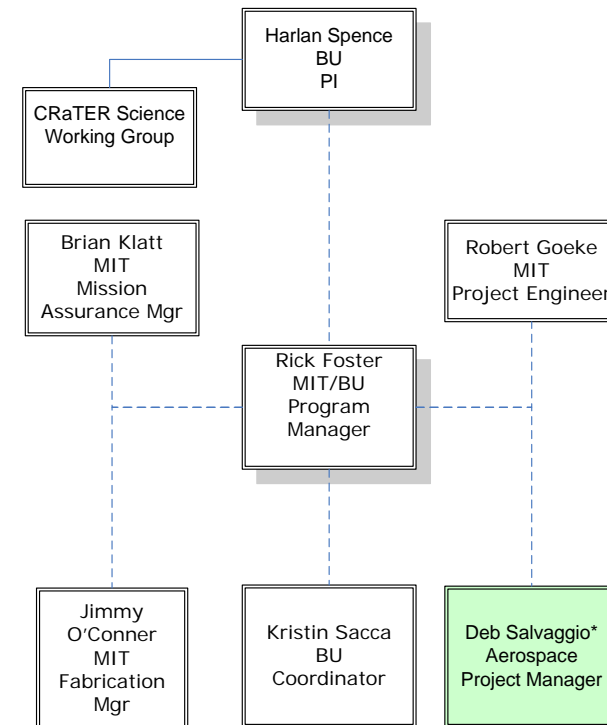 Harlan Spence
BU
PI
CRaTER Science
Working Group
Brian Klatt
MIT
Mission
Assurance Mgr
Robert Goeke
MIT
Project Engineer
Rick Foster
MIT/BU
Program
Manager
Jimmy
O'Conner
MIT
Fabrication
Mgr
Kristin Sacca
BU
Coordinator
Deb Salvaggio*
Aerospace
Project Manager